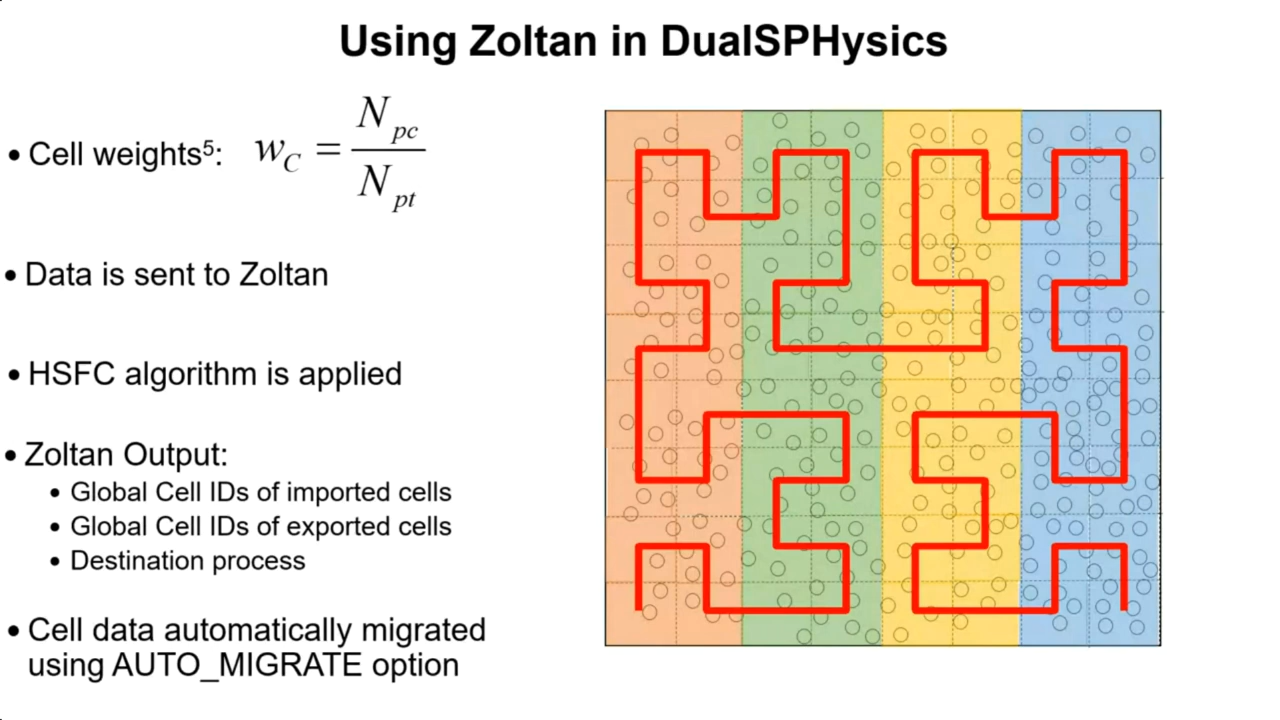 Using Zoltan in DualSPHysics
• Cell weights⁵: w_C = N_pc / N_pt
• Data is sent to Zoltan
• HSFC algorithm is applied
• Zoltan Output:
• Global Cell IDs of imported cells
• Global Cell IDs of exported cells
• Destination process
• Cell data automatically migrated
using AUTO_MIGRATE option